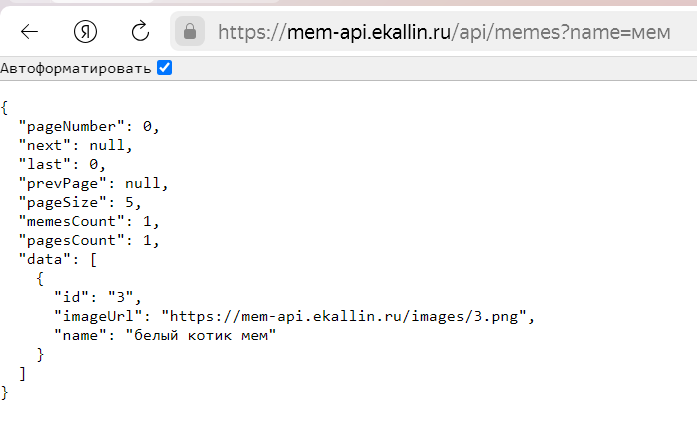 Я https://mem-api.ekallin.ru/api/memes?name=мем
Автоформатировать
{
  "pageNumber": 0,
  "next": null,
  "last": 0,
  "prevPage": null,
  "pageSize": 5,
  "memesCount": 1,
  "pagesCount": 1,
  "data": [
    {
      "id": "3",
      "imageUrl": "https://mem-api.ekallin.ru/images/3.png",
      "name": "белый котик мем"
    }
  ]
}